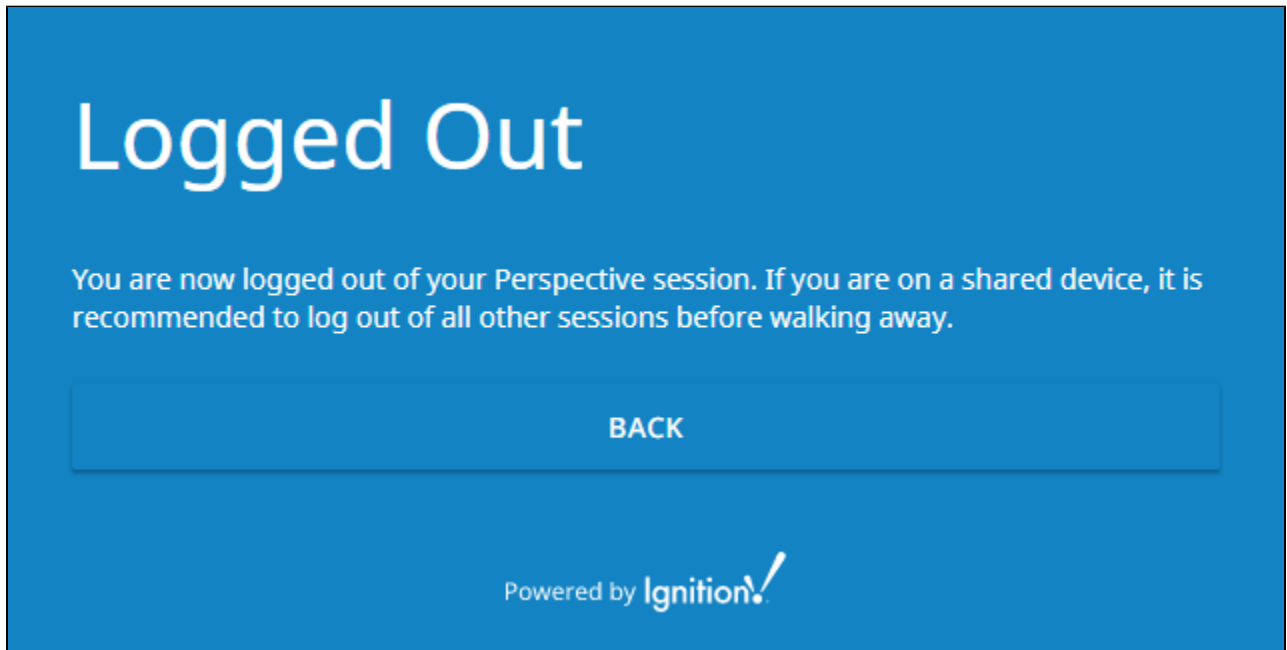 Logged Out
You are now logged out of your Perspective session. If you are on a shared device, it is
recommended to log out of all other sessions before walking away.
BACK
Powered by Ignition!